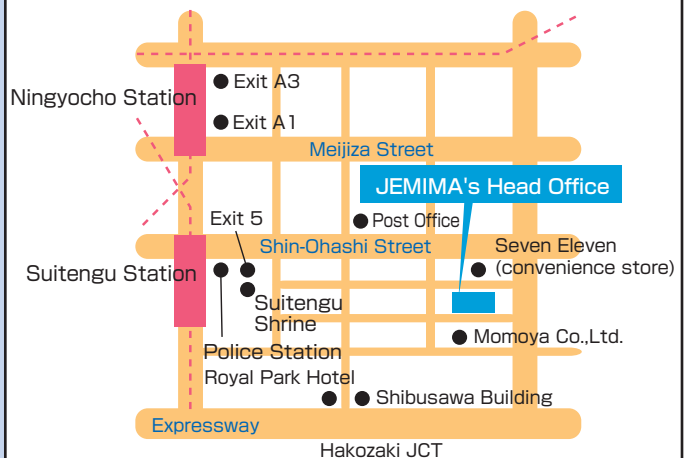 Exit A3
Ningyocho Station
Exit A1
Meijiza Street
JEMIMA's Head Office
Exit 5
Post Office
Shin-Ohashi Street
Seven Eleven
(convenience store)
Suitengu Station
Suitengu
Shrine
Momoya Co.,Ltd.
Police Station
Royal Park Hotel
Shibusawa Building
Expressway
Hakozaki JCT